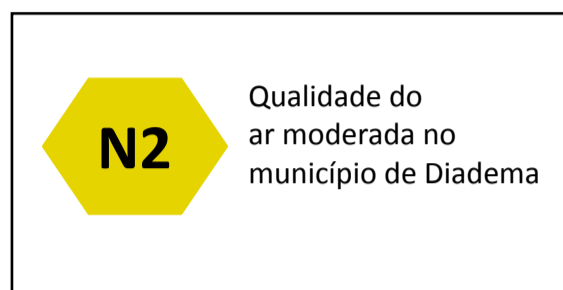 N2
Qualidade do
ar moderada no
município de Diadema